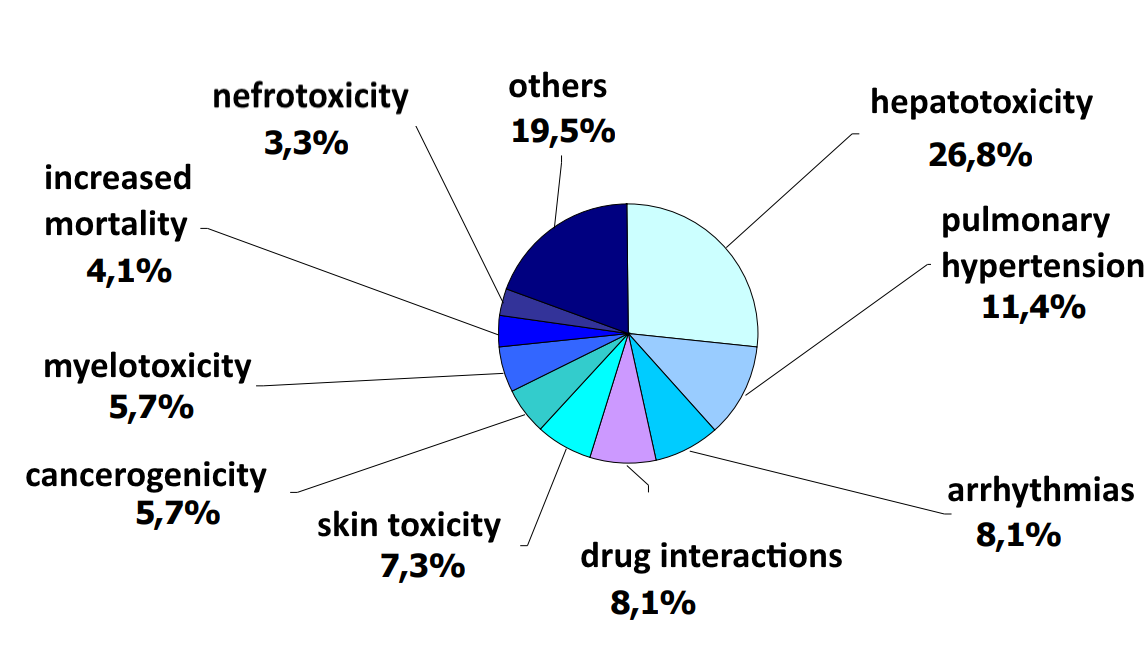 others
19,5%
hepatotoxicity
26,8%
pulmonary
hypertension
11,4%
arrhythmias
8,1%
drug interactions
8,1%
skin toxicity
7,3%
cancerogenicity
5,7%
myelotoxicity
5,7%
increased
mortality
4,1%
nefrotoxicity
3,3%